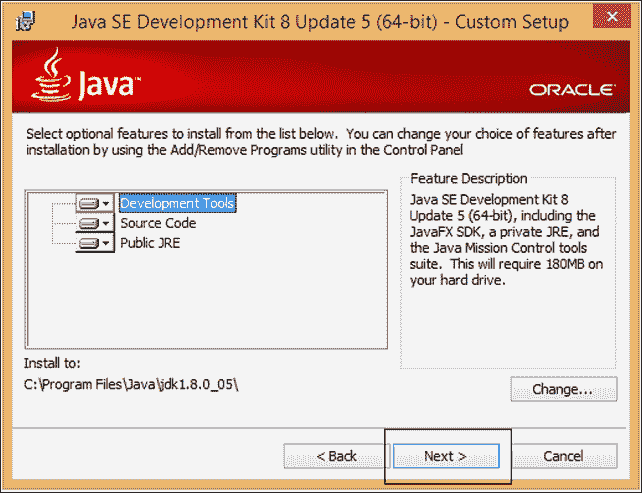 Java SE Development Kit 8 Update 5 (64-bit) - Custom Setup
Java™
ORACLE
Select optional features to install from the list below. You can change your choice of features after
installation by using the Add/Remove Programs utility in the Control Panel
Development Tools
Source Code
Public JRE
Feature Description
Java SE Development Kit 8
Update 5 (64-bit), including the
JavaFX SDK, a private JRE, and
the Java Mission Control tools
suite. This will require 180MB on
your hard drive.
Install to:
C:\Program Files\Java\jdk1.8.0_05\
Change...
< Back
Next >
Cancel